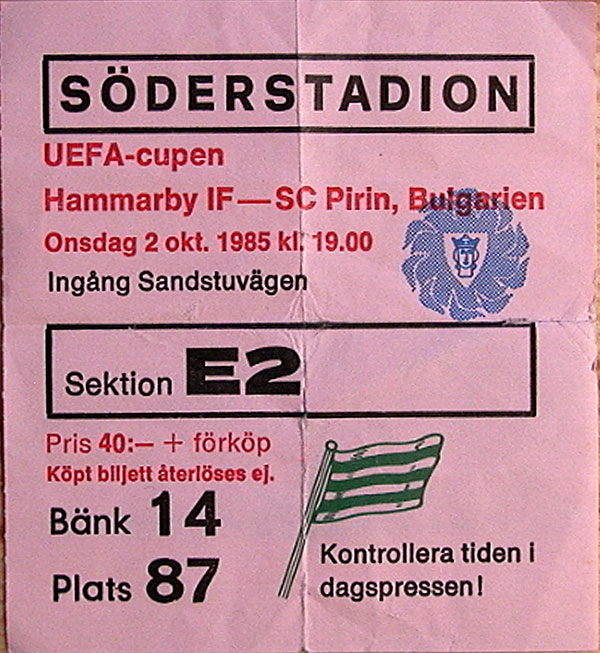 SÖDERSTADION
UEFA-cupen
Hammarby IF—SC Pirin, Bulgarien
Onsdag 2 okt. 1985 kl. 19.00
Ingång Sandstuvägen
Sektion E2
Pris 40:— + förköp
Köpt biljett återlöses ej.
Bänk 14
Plats 87
Kontrollera tiden i
dagspressen!